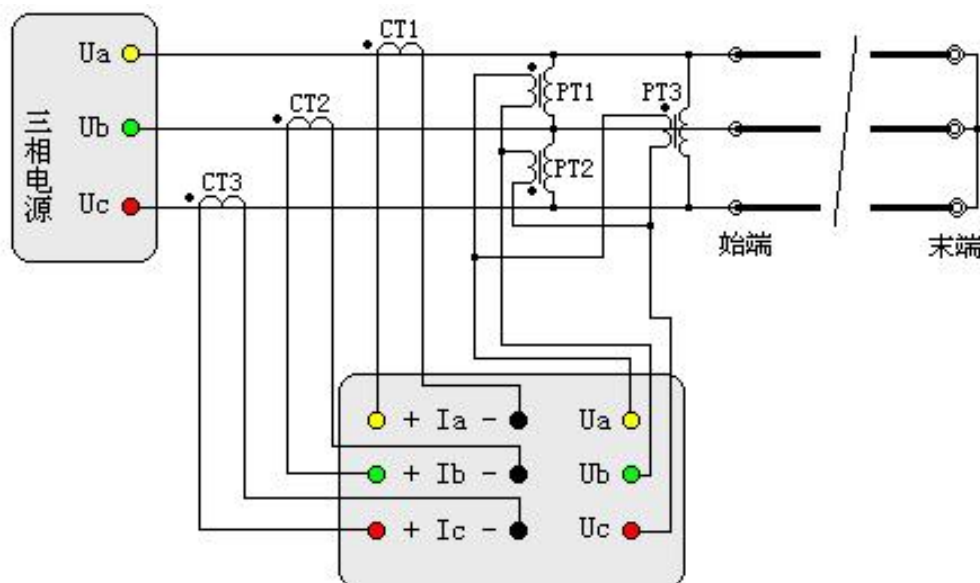 三相电源
Ua
Ub
Uc
CT1
CT2
CT3
PT1
PT2
PT3
始端
末端
+ Ia -
+ Ib -
+ Ic -
Ua
Ub
Uc